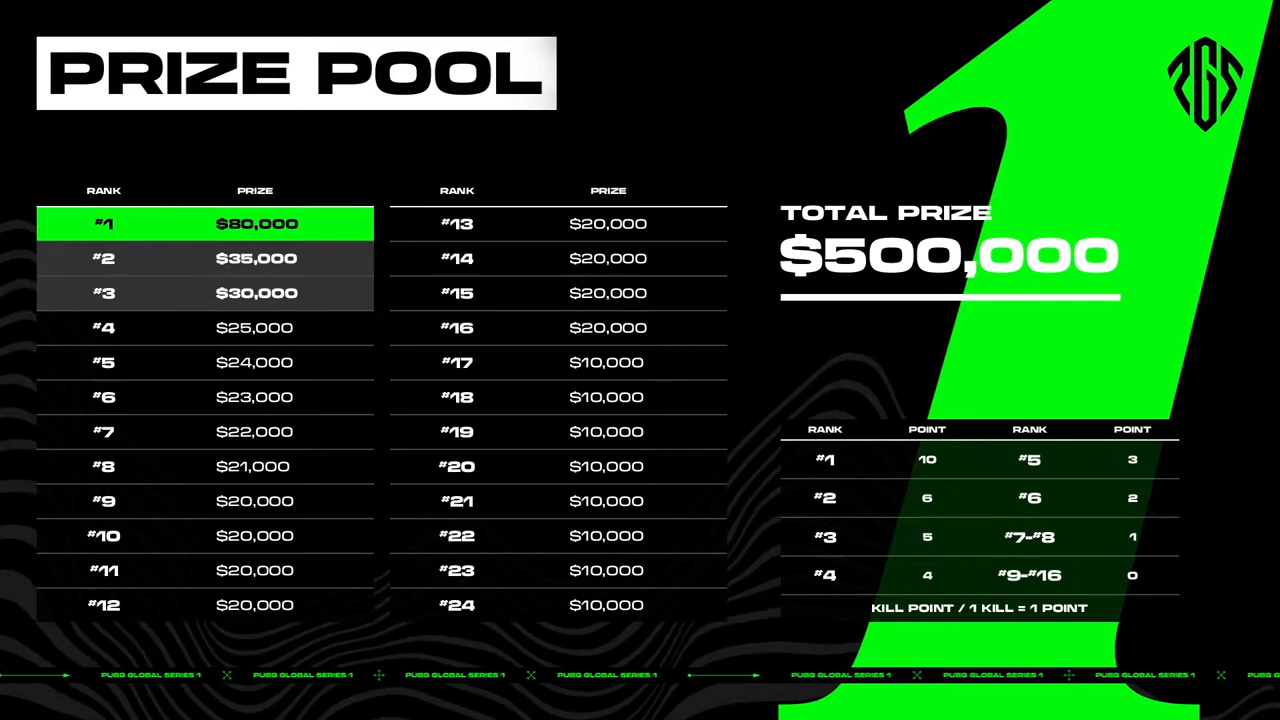 PRIZE POOL
PGS
RANK PRIZE
#1 $80,000
#2 $35,000
#3 $30,000
#4 $25,000
#5 $24,000
#6 $23,000
#7 $22,000
#8 $21,000
#9 $20,000
#10 $20,000
#11 $20,000
#12 $20,000
RANK PRIZE
#13 $20,000
#14 $20,000
#15 $20,000
#16 $20,000
#17 $10,000
#18 $10,000
#19 $10,000
#20 $10,000
#21 $10,000
#22 $10,000
#23 $10,000
#24 $10,000
1
TOTAL PRIZE
$500,000
RANK POINT RANK POINT
#1 10 #5 3
#2 6 #6 2
#3 5 #7-#8 1
#4 4 #9-#16 0
KILL POINT / 1 KILL = 1 POINT
PUBG GLOBAL SERIES 1 PUBG GLOBAL SERIES 1 PUBG GLOBAL SERIES 1 PUBG GLOBAL SERIES 1 PUBG GLOBAL SERIES 1 PUBG GLOBAL SERIES 1 PUBG GLOBAL SERIES 1